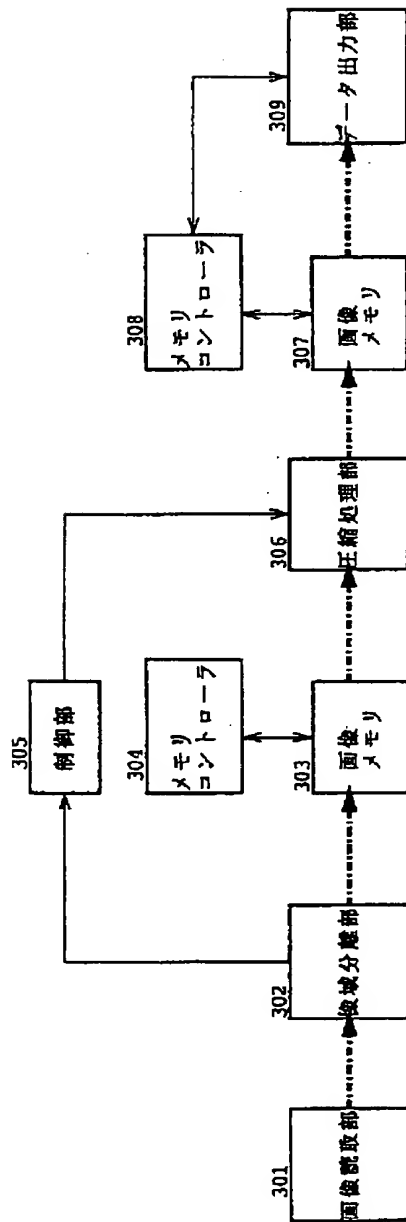 301
画像読取部
302
像域分離部
303
画像
メモリ
304
メモリ
コントローラ
305
制御部
306
圧縮処理部
307
画像
メモリ
308
メモリ
コントローラ
309
データ出力部